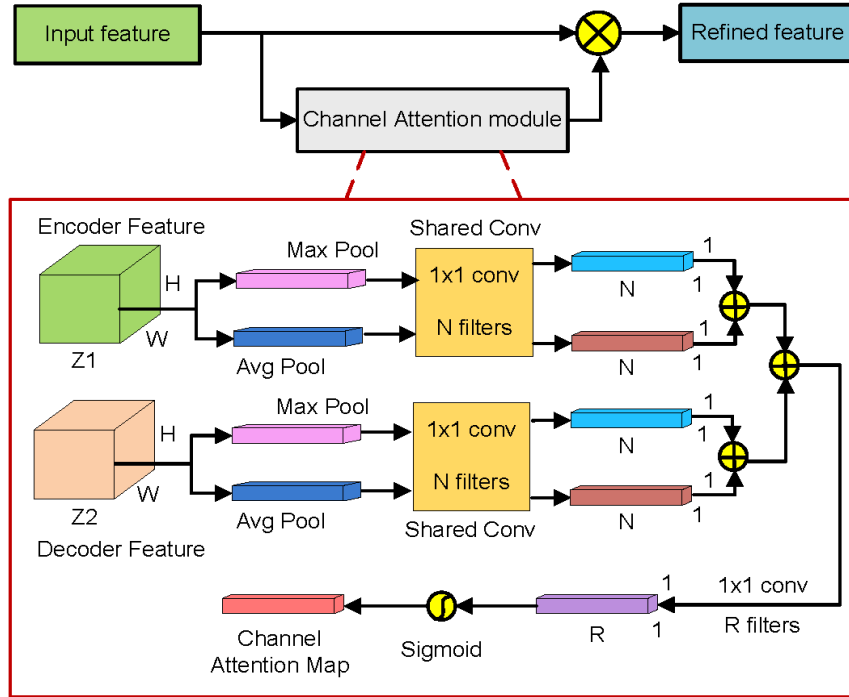 Input feature
Refined feature
Channel Attention module
Encoder Feature
Shared Conv
Max Pool
H
1x1 conv
1
1
N
W
N filters
Z1
Avg Pool
1
1
N
1
Max Pool
H
1x1 conv
1
1
N
W
N filters
1
1
N
Z2
Avg Pool
Shared Conv
Decoder Feature
1
1x1 conv
1
R filters
R
Sigmoid
Channel
Attention Map